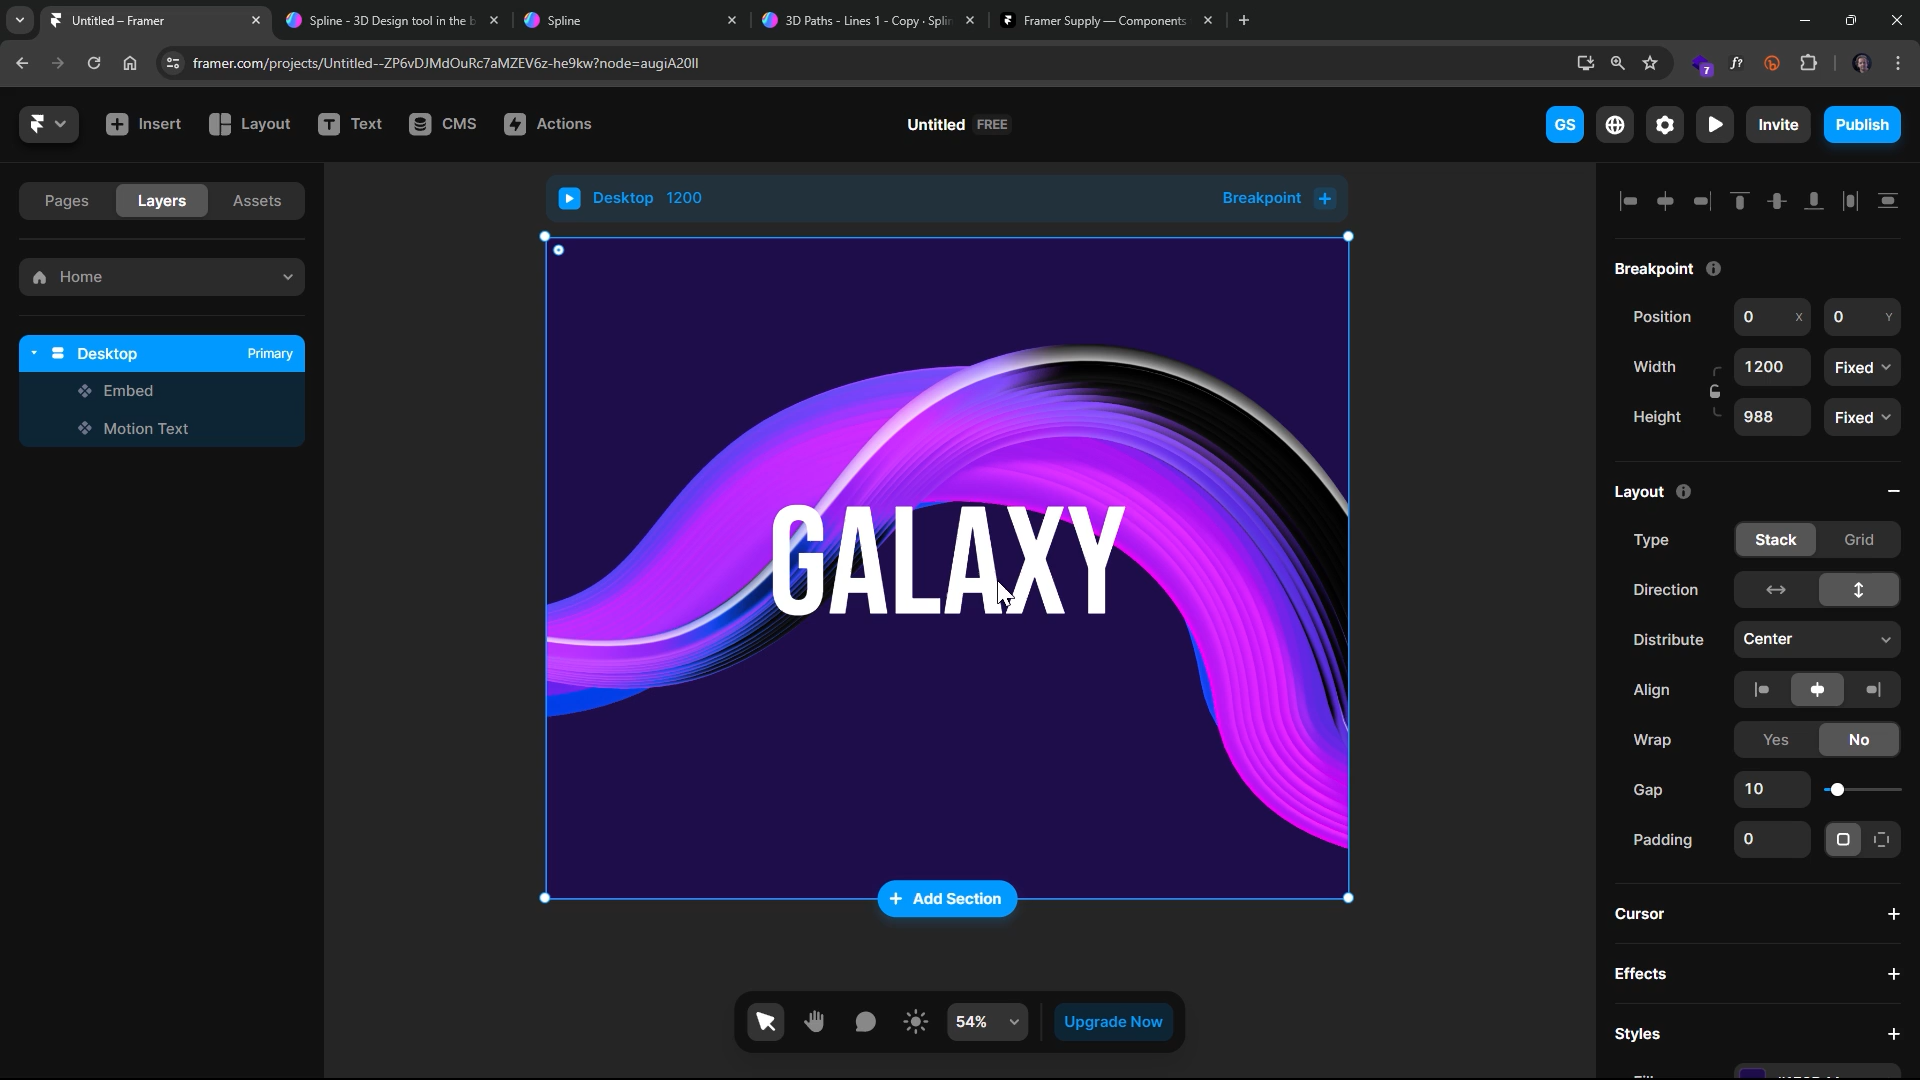 Untitled – Framer
Spline - 3D Design tool in the b
Spline
3D Paths - Lines 1 - Copy · Splin
Framer Supply — Components
framer.com/projects/Untitled--ZP6vDJMdOuRc7aMZEV6z-he9kw?node=augiA20Il
7
f?
Insert
Layout
Text
CMS
Actions
Untitled FREE
GS
Invite
Publish
Pages
Layers
Assets
Home
Desktop
Primary
Embed
Motion Text
Desktop 1200
Breakpoint
GALAXY
Add Section
54%
Upgrade Now
Breakpoint
Position 0 X 0 Y
Width 1200 Fixed
Height 988 Fixed
Layout
Type Stack Grid
Direction
Distribute Center
Align
Wrap Yes No
Gap 10
Padding 0
Cursor
Effects
Styles